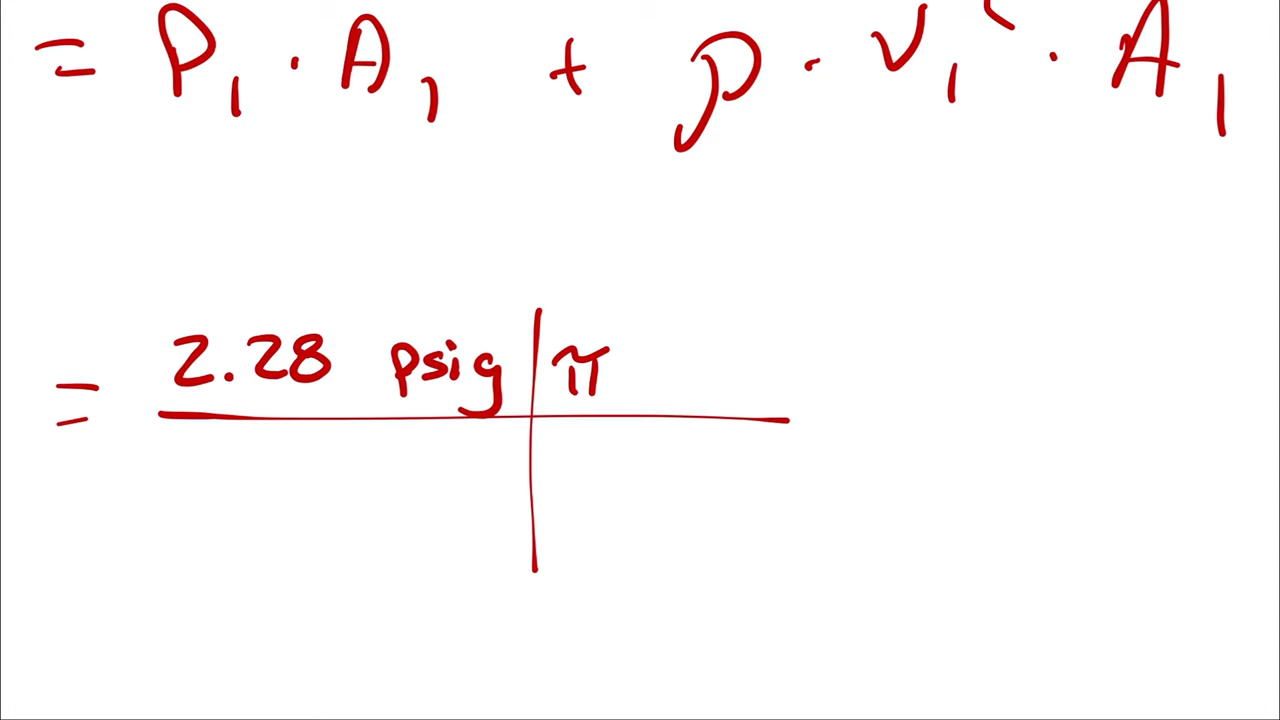 = P₁ · A₁ + ρ · v₁² · A₁
= 2.28 psig | π